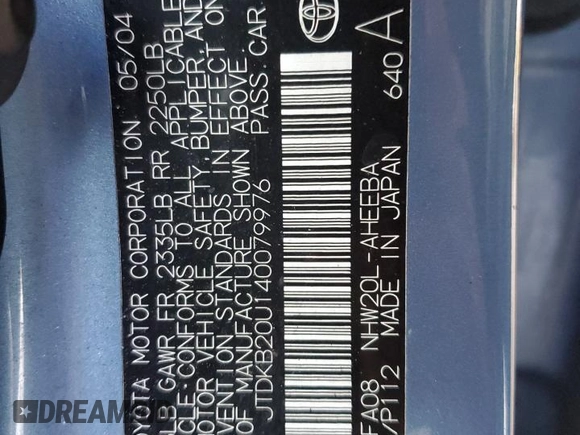 OYOTA MOTOR CORPORATION 05/04
LB GAWR FR 2335LB RR 2250LB
CLE CONFORMS TO ALL APPLICABLE
OTOR VEHICLE SAFETY, BUMPER, AND
VENTION STANDARDS IN EFFECT ON
OF MANUFACTURE SHOWN ABOVE.
JTDKB20U140079976 PASS. CAR
FA08 NHW20L-AHEEBA 640
/P112 MADE IN JAPAN A
DREAMBID